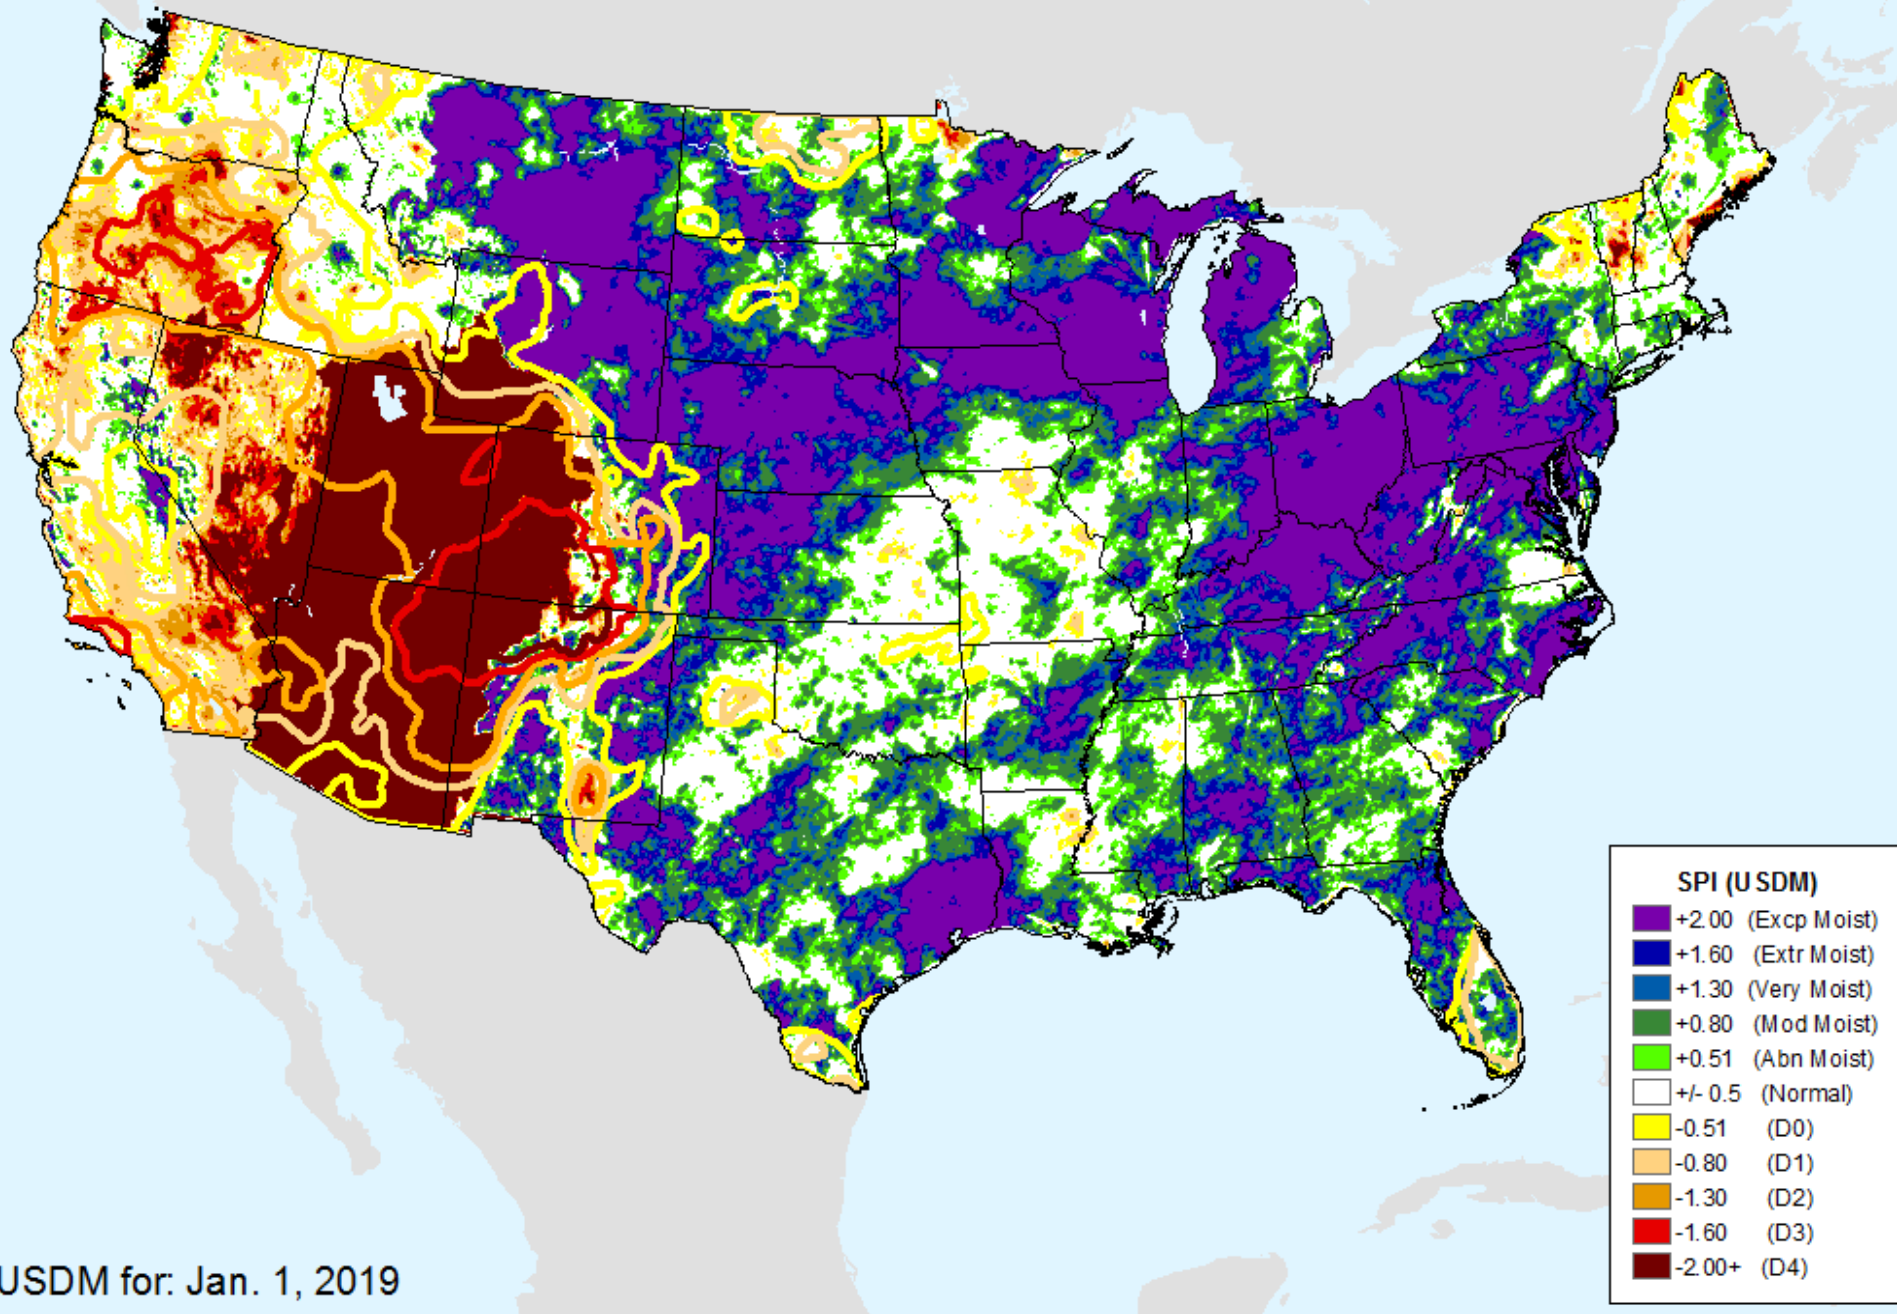 SPI (USDM)
+2.00 (Excp Moist)
+1.60 (Extr Moist)
+1.30 (Very Moist)
+0.80 (Mod Moist)
+0.51 (Abn Moist)
+/- 0.5 (Normal)
-0.51 (D0)
-0.80 (D1)
-1.30 (D2)
-1.60 (D3)
-2.00+ (D4)
USDM for: Jan. 1, 2019